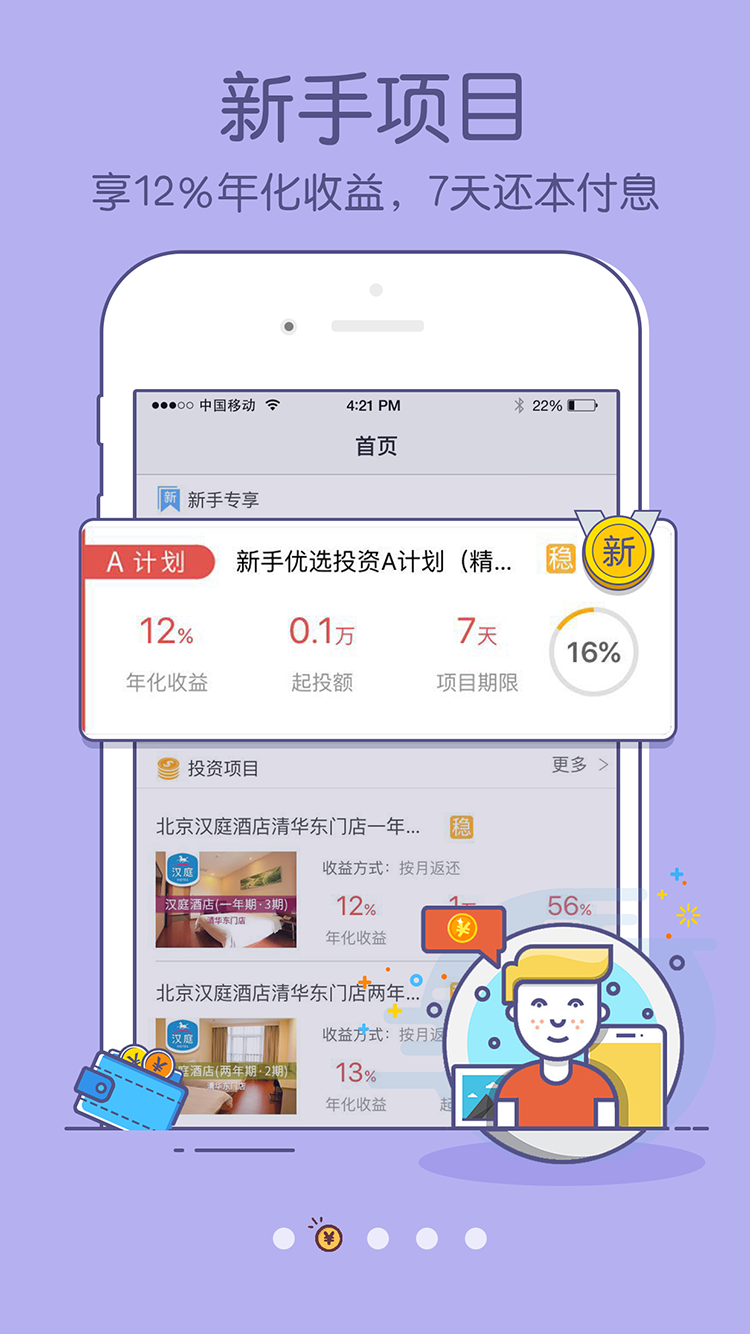 新手项目
享12%年化收益，7天还本付息
中国移动 4:21 PM 22%
首页
新 新手专享
A 计划 新手优选投资A计划（精... 稳 新
12% 0.1万 7天 16%
年化收益 起投额 项目期限
投资项目 更多 >
北京汉庭酒店清华东门店一年... 稳
汉庭
收益方式：按月返还
汉庭酒店(一年期·3期)
清华东门店
12% 56%
年化收益
北京汉庭酒店清华东门店两年...
汉庭
收益方式：按月返
庭酒店(两年期·2期)
清华东门店
13%
年化收益 起